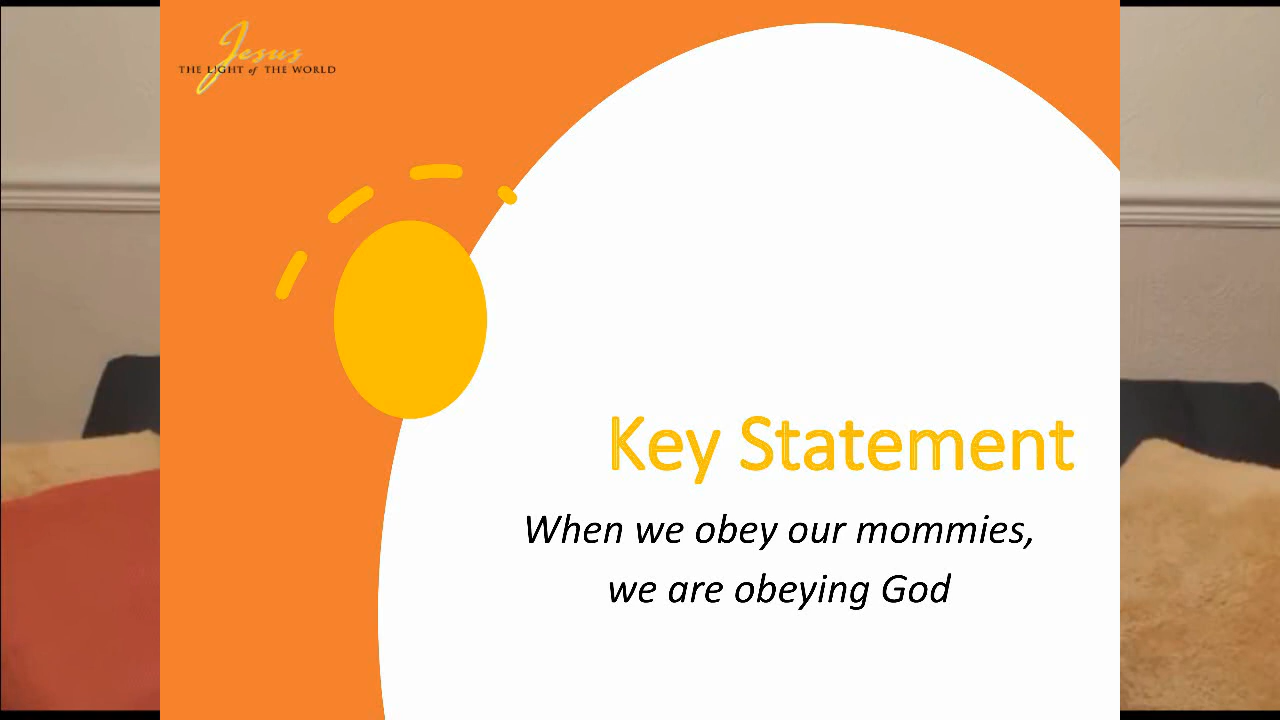 Jesus
THE LIGHT of THE WORLD
Key Statement
When we obey our mommies,
we are obeying God